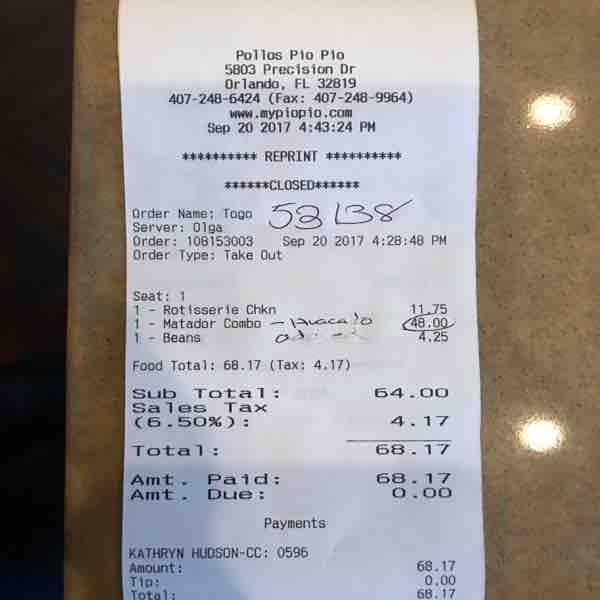 Pollos Pio Pio
5803 Precision Dr
Orlando, FL 32819
407-248-6424 (Fax: 407-248-9964)
www.mypiopio.com
Sep 20 2017 4:43:24 PM
********** REPRINT **********
******CLOSED******
Order Name: Togo
Server: Olga
Order: 108153003 Sep 20 2017 4:28:48 PM
Order Type: Take Out
Seat: 1
1 - Rotisserie Chkn 11.75
1 - Matador Combo 48.00
1 - Beans 4.25
Food Total: 68.17 (Tax: 4.17)
Sub Total: 64.00
Sales Tax
(6.50%): 4.17
Total: 68.17
Amt. Paid: 68.17
Amt. Due: 0.00
Payments
KATHRYN HUDSON-CC: 0596
Amount: 68.17
Tip: 0.00
Total: 68.17